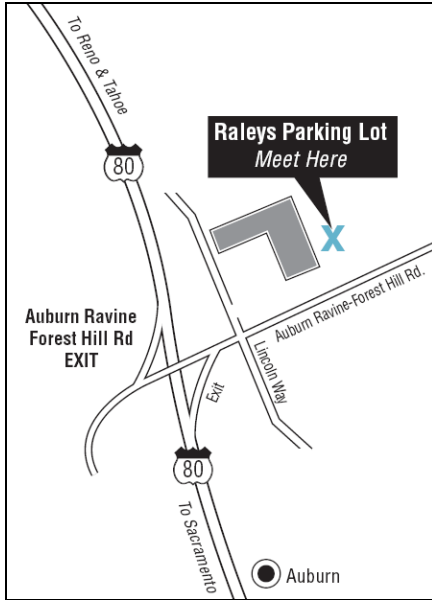 To Reno & Tahoe
80
Raleys Parking Lot
Meet Here
X
Auburn Ravine
Forest Hill Rd
EXIT
Auburn Ravine-Forest Hill Rd.
Lincoln Way
Exit
80
To Sacramento
Auburn